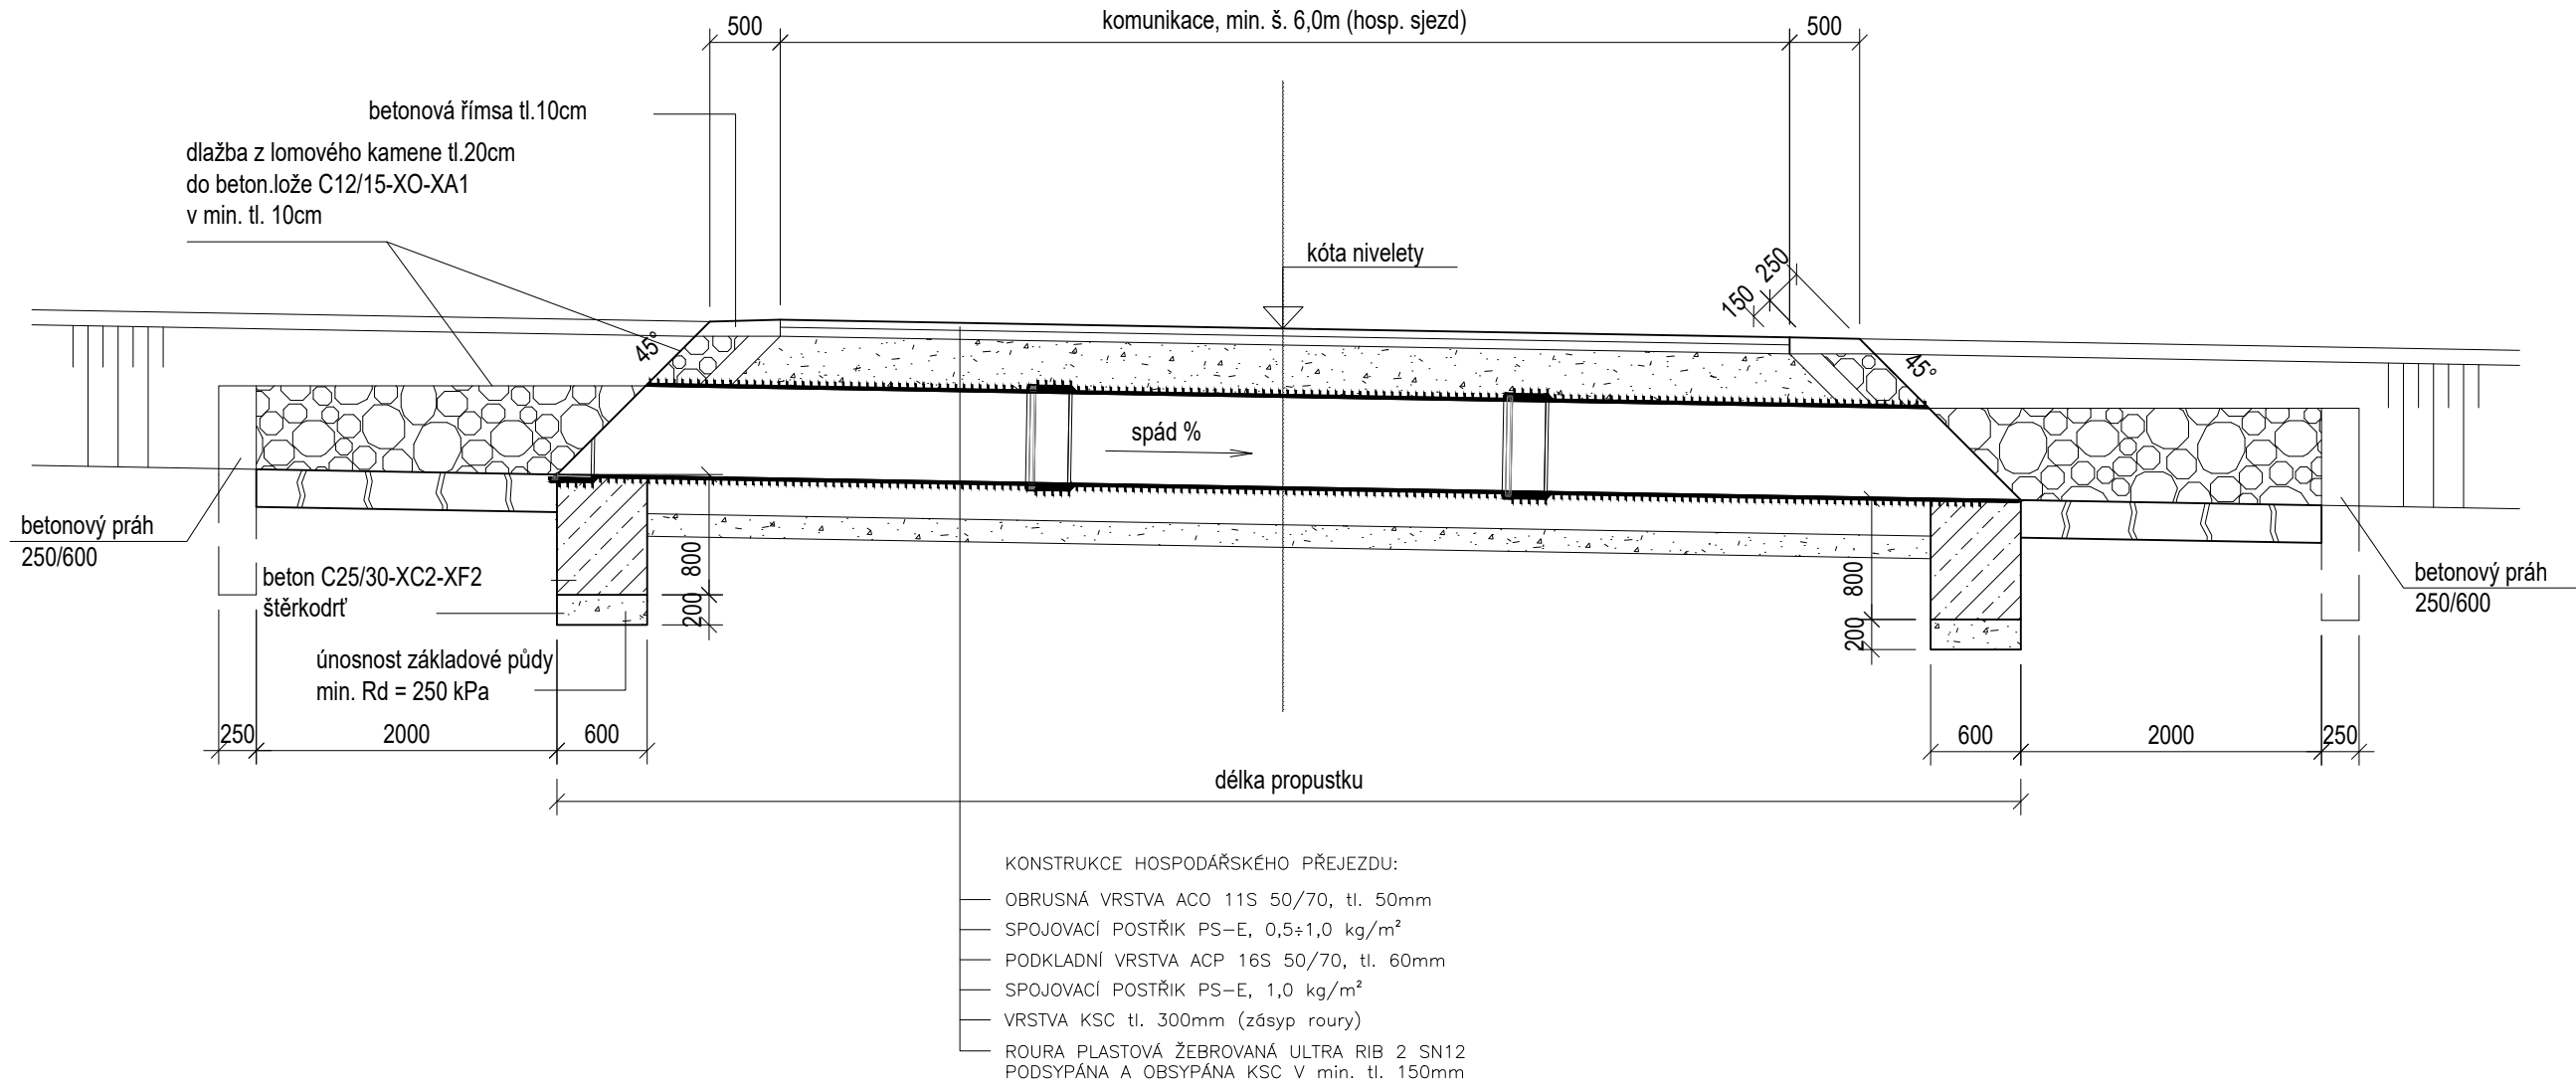 komunikace, min. š. 6,0m (hosp. sjezd)
500
500
betonová římsa tl.10cm
dlažba z lomového kamene tl.20cm
do beton.lože C12/15-XO-XA1
v min. tl. 10cm
kóta nivelety
250
150
45°
45°
spád %
betonový práh
250/600
beton C25/30-XC2-XF2
štěrkodrť
800
200
800
200
betonový práh
250/600
únosnost základové půdy
min. Rd = 250 kPa
250
2000
600
600
2000
250
délka propustku
KONSTRUKCE HOSPODÁŘSKÉHO PŘEJEZDU:
OBRUSNÁ VRSTVA ACO 11S 50/70, tl. 50mm
SPOJOVACÍ POSTŘIK PS-E, 0,5÷1,0 kg/m²
PODKLADNÍ VRSTVA ACP 16S 50/70, tl. 60mm
SPOJOVACÍ POSTŘIK PS-E, 1,0 kg/m²
VRSTVA KSC tl. 300mm (zásyp roury)
ROURA PLASTOVÁ ŽEBROVANÁ ULTRA RIB 2 SN12
PODSYPÁNA A OBSYPÁNA KSC V min. tl. 150mm